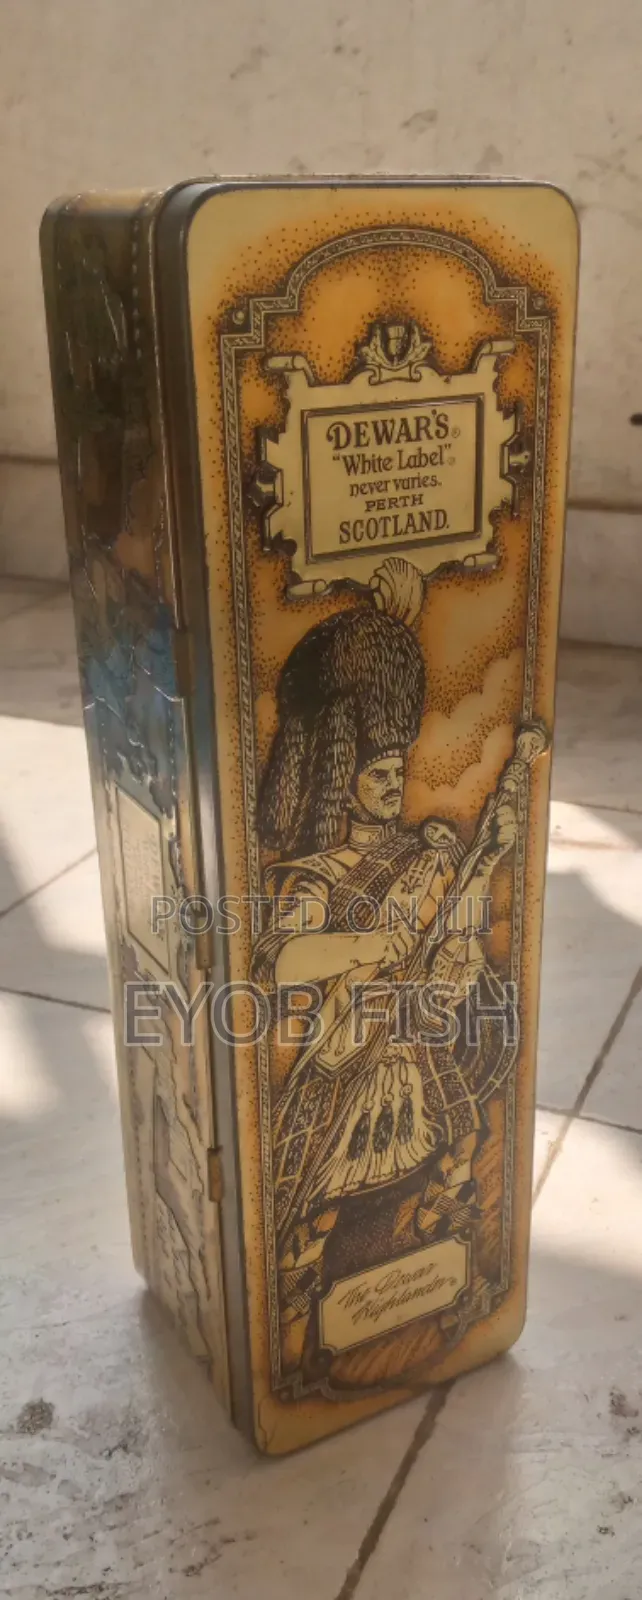 DEWAR'S®
"White Label"®
never varies.
PERTH
SCOTLAND.
POSTED ON JIJI
EYOB FISH
The Dewar
Highlander®